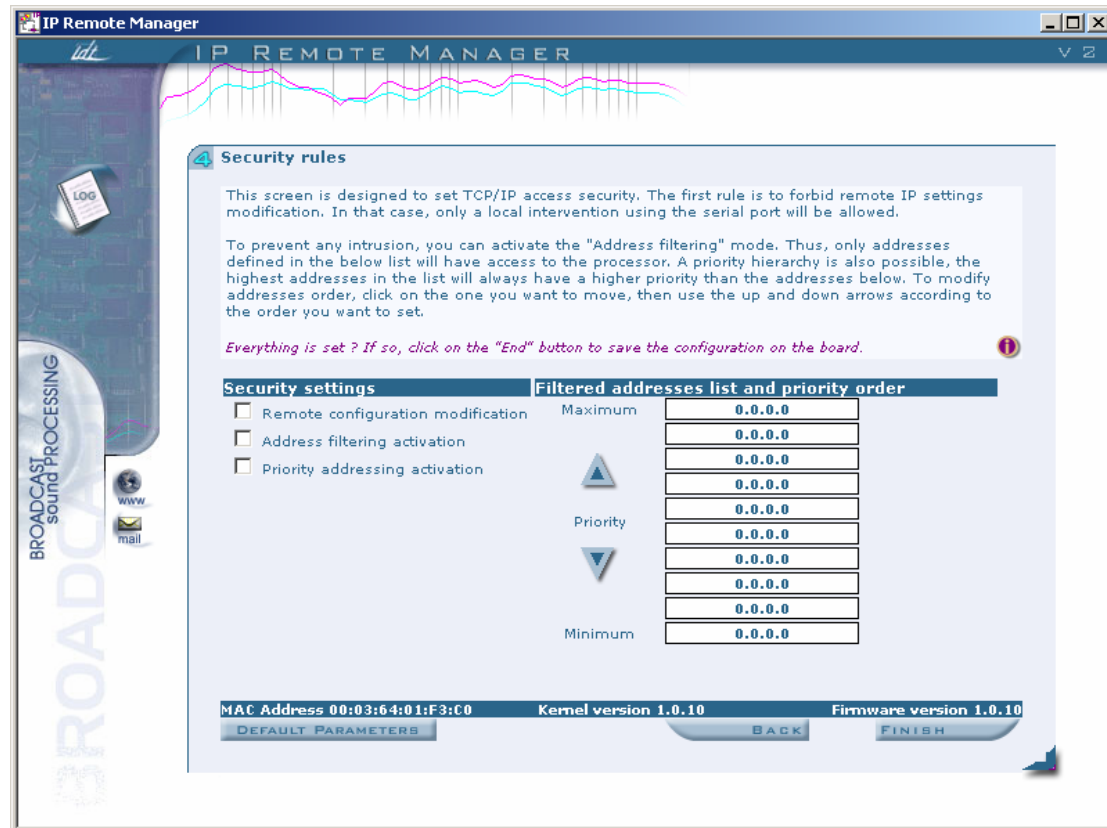 IP Remote Manager
idt
IP REMOTE MANAGER
V 2
4 Security rules
LOG
This screen is designed to set TCP/IP access security. The first rule is to forbid remote IP settings
modification. In that case, only a local intervention using the serial port will be allowed.
To prevent any intrusion, you can activate the "Address filtering" mode. Thus, only addresses
defined in the below list will have access to the processor. A priority hierarchy is also possible, the
highest addresses in the list will always have a higher priority than the addresses below. To modify
addresses order, click on the one you want to move, then use the up and down arrows according to
the order you want to set.
Everything is set ? If so, click on the "End" button to save the configuration on the board.
i
Security settings
Remote configuration modification
Address filtering activation
Priority addressing activation
Filtered addresses list and priority order
Maximum
Priority
Minimum
0.0.0.0
0.0.0.0
0.0.0.0
0.0.0.0
0.0.0.0
0.0.0.0
0.0.0.0
0.0.0.0
0.0.0.0
0.0.0.0
BROADCAST
sound PROCESSING
www
mail
BROADCAST
MAC Address 00:03:64:01:F3:C0
Kernel version 1.0.10
Firmware version 1.0.10
DEFAULT PARAMETERS
BACK
FINISH